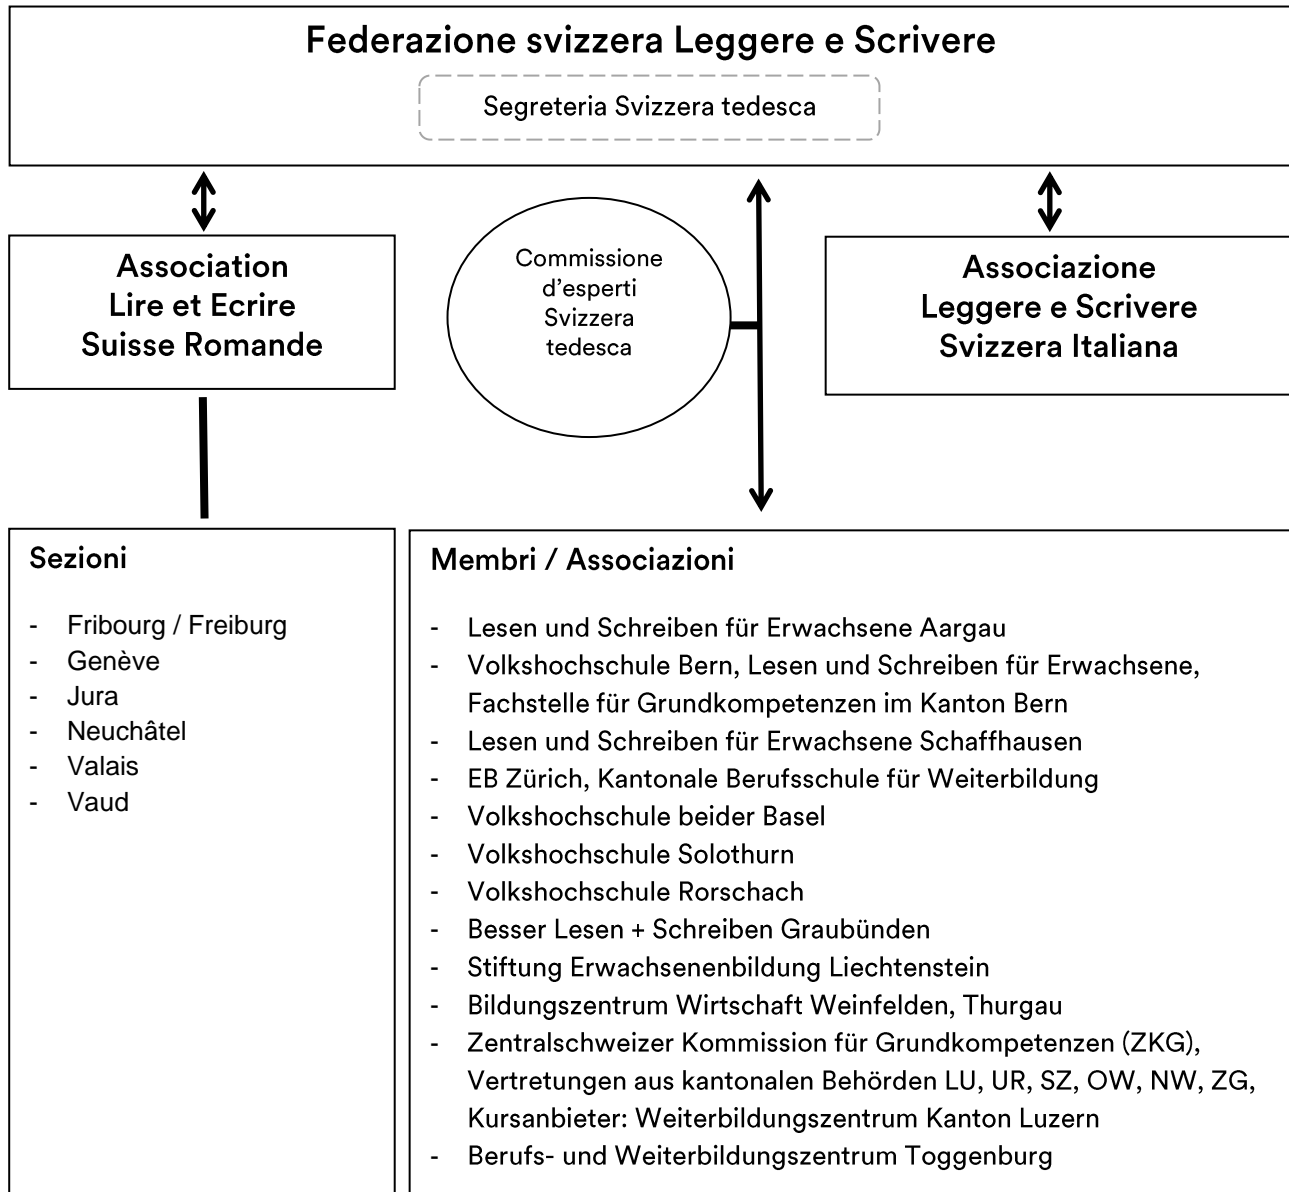 Federazione svizzera Leggere e Scrivere
Segreteria Svizzera tedesca
Association
Lire et Ecrire
Suisse Romande
Commissione
d'esperti
Svizzera
tedesca
Associazione
Leggere e Scrivere
Svizzera Italiana
Sezioni
- Fribourg / Freiburg
- Genève
- Jura
- Neuchâtel
- Valais
- Vaud
Membri / Associazioni
- Lesen und Schreiben für Erwachsene Aargau
- Volkshochschule Bern, Lesen und Schreiben für Erwachsene,
Fachstelle für Grundkompetenzen im Kanton Bern
- Lesen und Schreiben für Erwachsene Schaffhausen
- EB Zürich, Kantonale Berufsschule für Weiterbildung
- Volkshochschule beider Basel
- Volkshochschule Solothurn
- Volkshochschule Rorschach
- Besser Lesen + Schreiben Graubünden
- Stiftung Erwachsenenbildung Liechtenstein
- Bildungszentrum Wirtschaft Weinfelden, Thurgau
- Zentralschweizer Kommission für Grundkompetenzen (ZKG),
Vertretungen aus kantonalen Behörden LU, UR, SZ, OW, NW, ZG,
Kursanbieter: Weiterbildungszentrum Kanton Luzern
- Berufs- und Weiterbildungszentrum Toggenburg